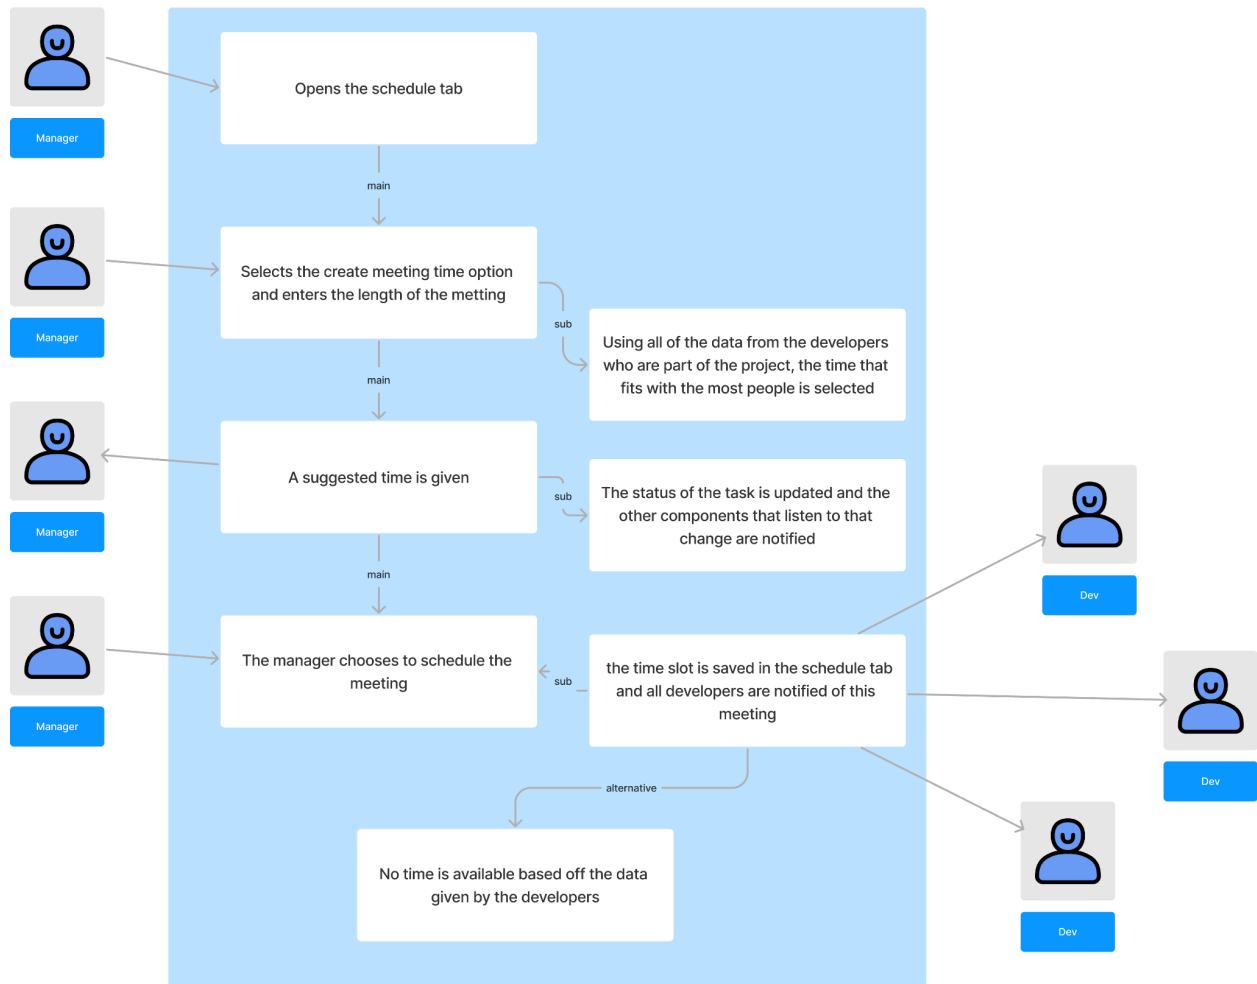 Manager
Opens the schedule tab
main
Manager
Selects the create meeting time option
and enters the length of the metting
sub
Using all of the data from the developers
who are part of the project, the time that
fits with the most people is selected
main
Manager
A suggested time is given
sub
The status of the task is updated and the
other components that listen to that
change are notified
Dev
main
Manager
The manager chooses to schedule the
meeting
sub
the time slot is saved in the schedule tab
and all developers are notified of this
meeting
Dev
alternative
No time is available based off the data
given by the developers
Dev